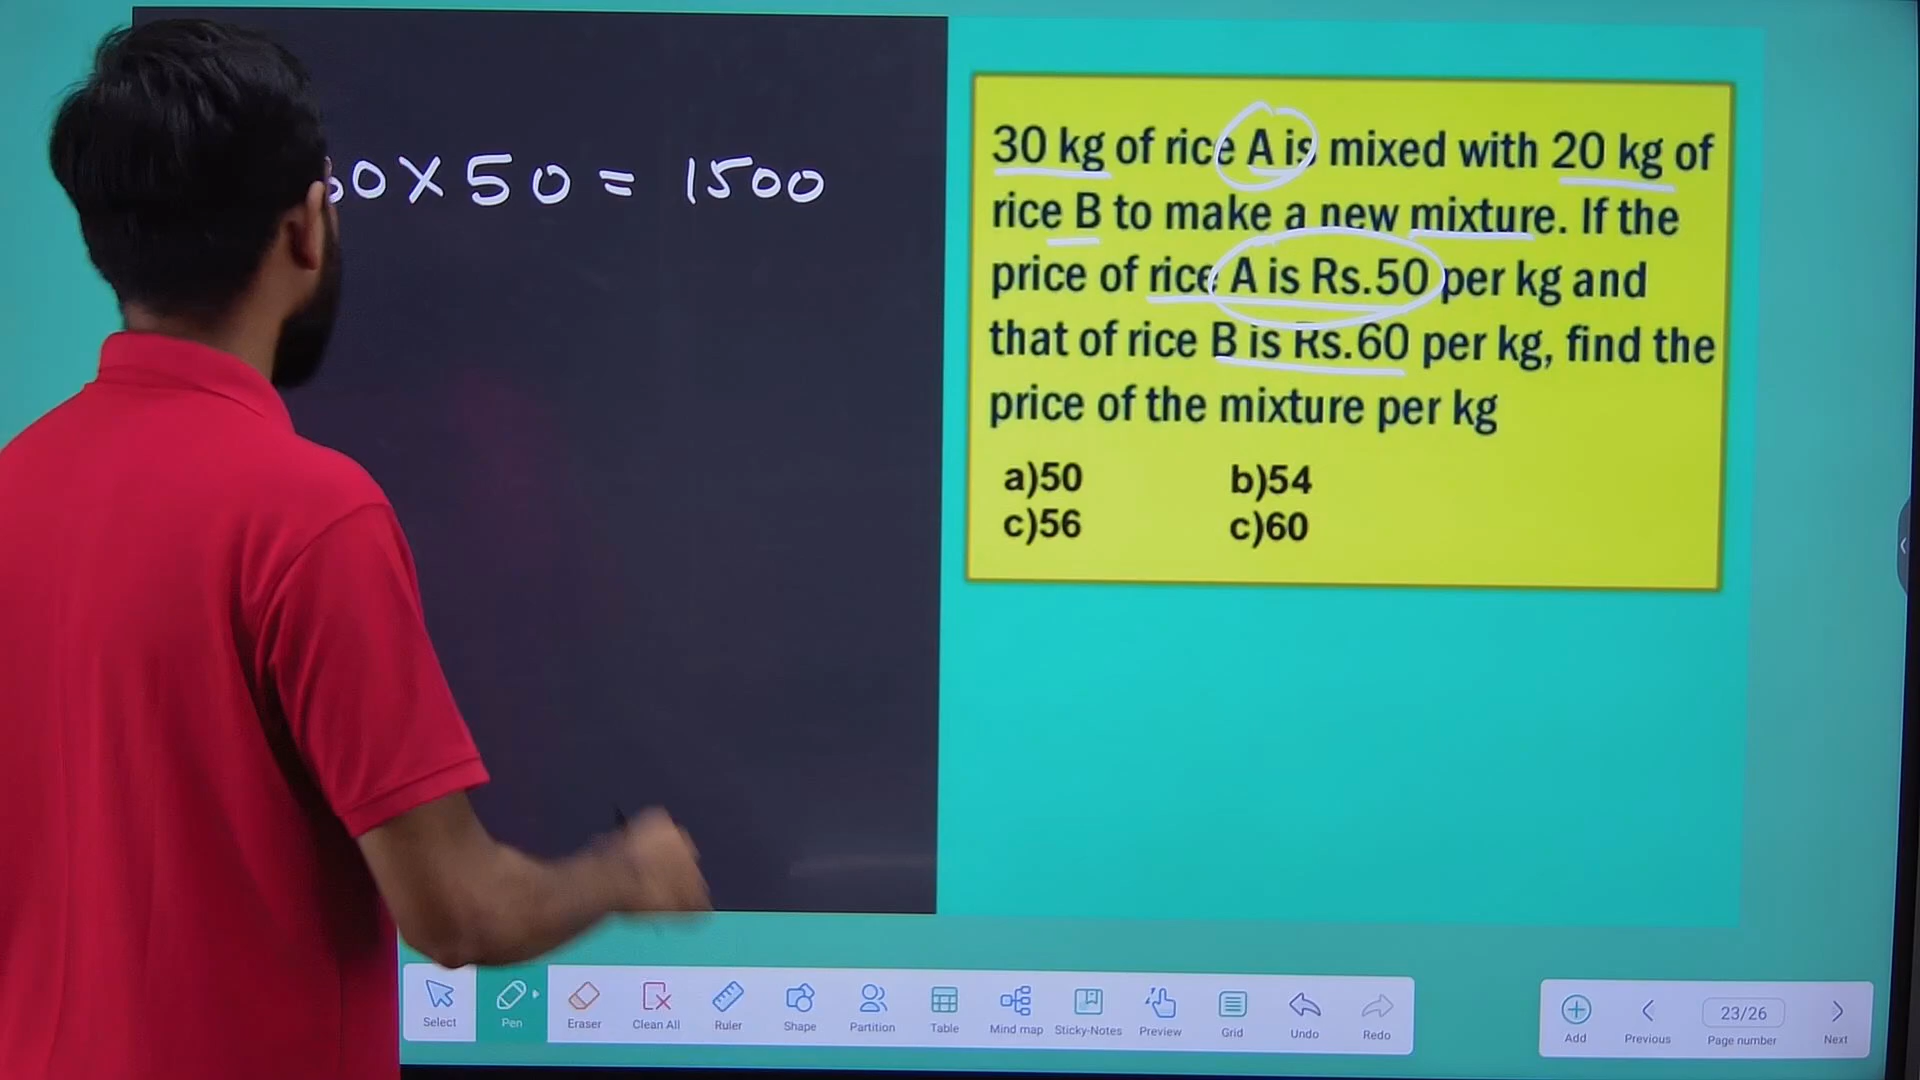 0 X 50 = 1500
30 kg of rice A is mixed with 20 kg of
rice B to make a new mixture. If the
price of rice A is Rs.50 per kg and
that of rice B is Rs.60 per kg, find the
price of the mixture per kg
a)50 b)54
c)56 c)60
Select Pen Eraser Clean All Ruler Shape Partition Table Mind map Sticky-Notes Preview Grid Undo Redo
Add Previous 23/26 Page number Next